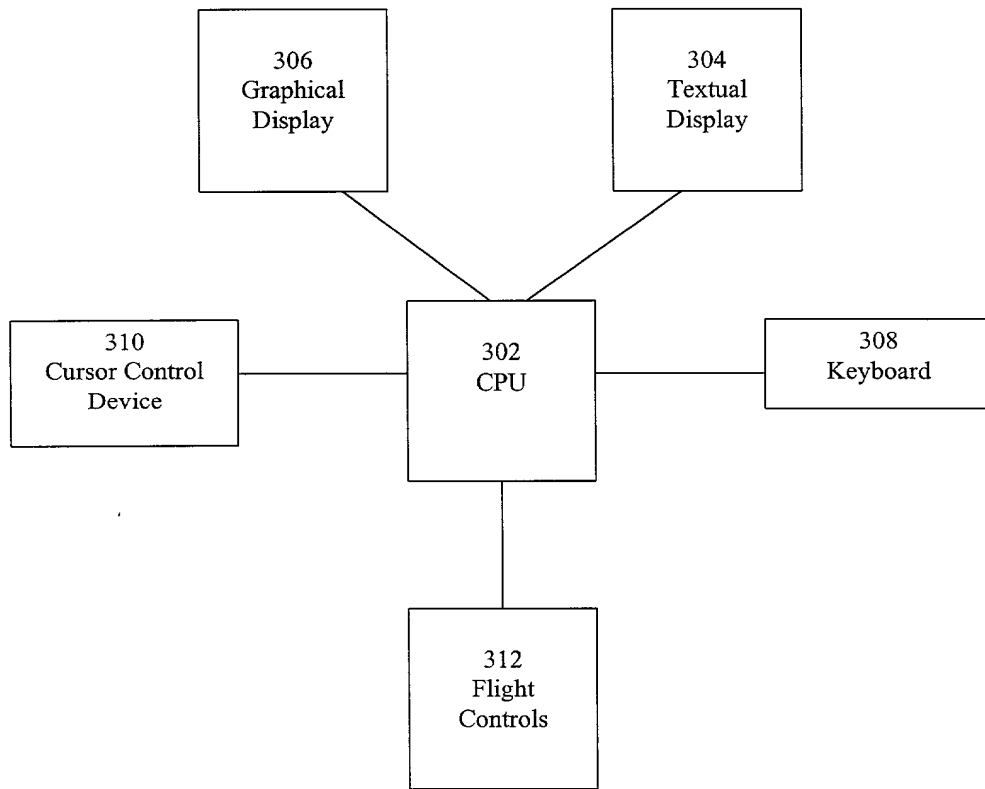 306
Graphical
Display
304
Textual
Display
310
Cursor Control
Device
302
CPU
308
Keyboard
312
Flight
Controls